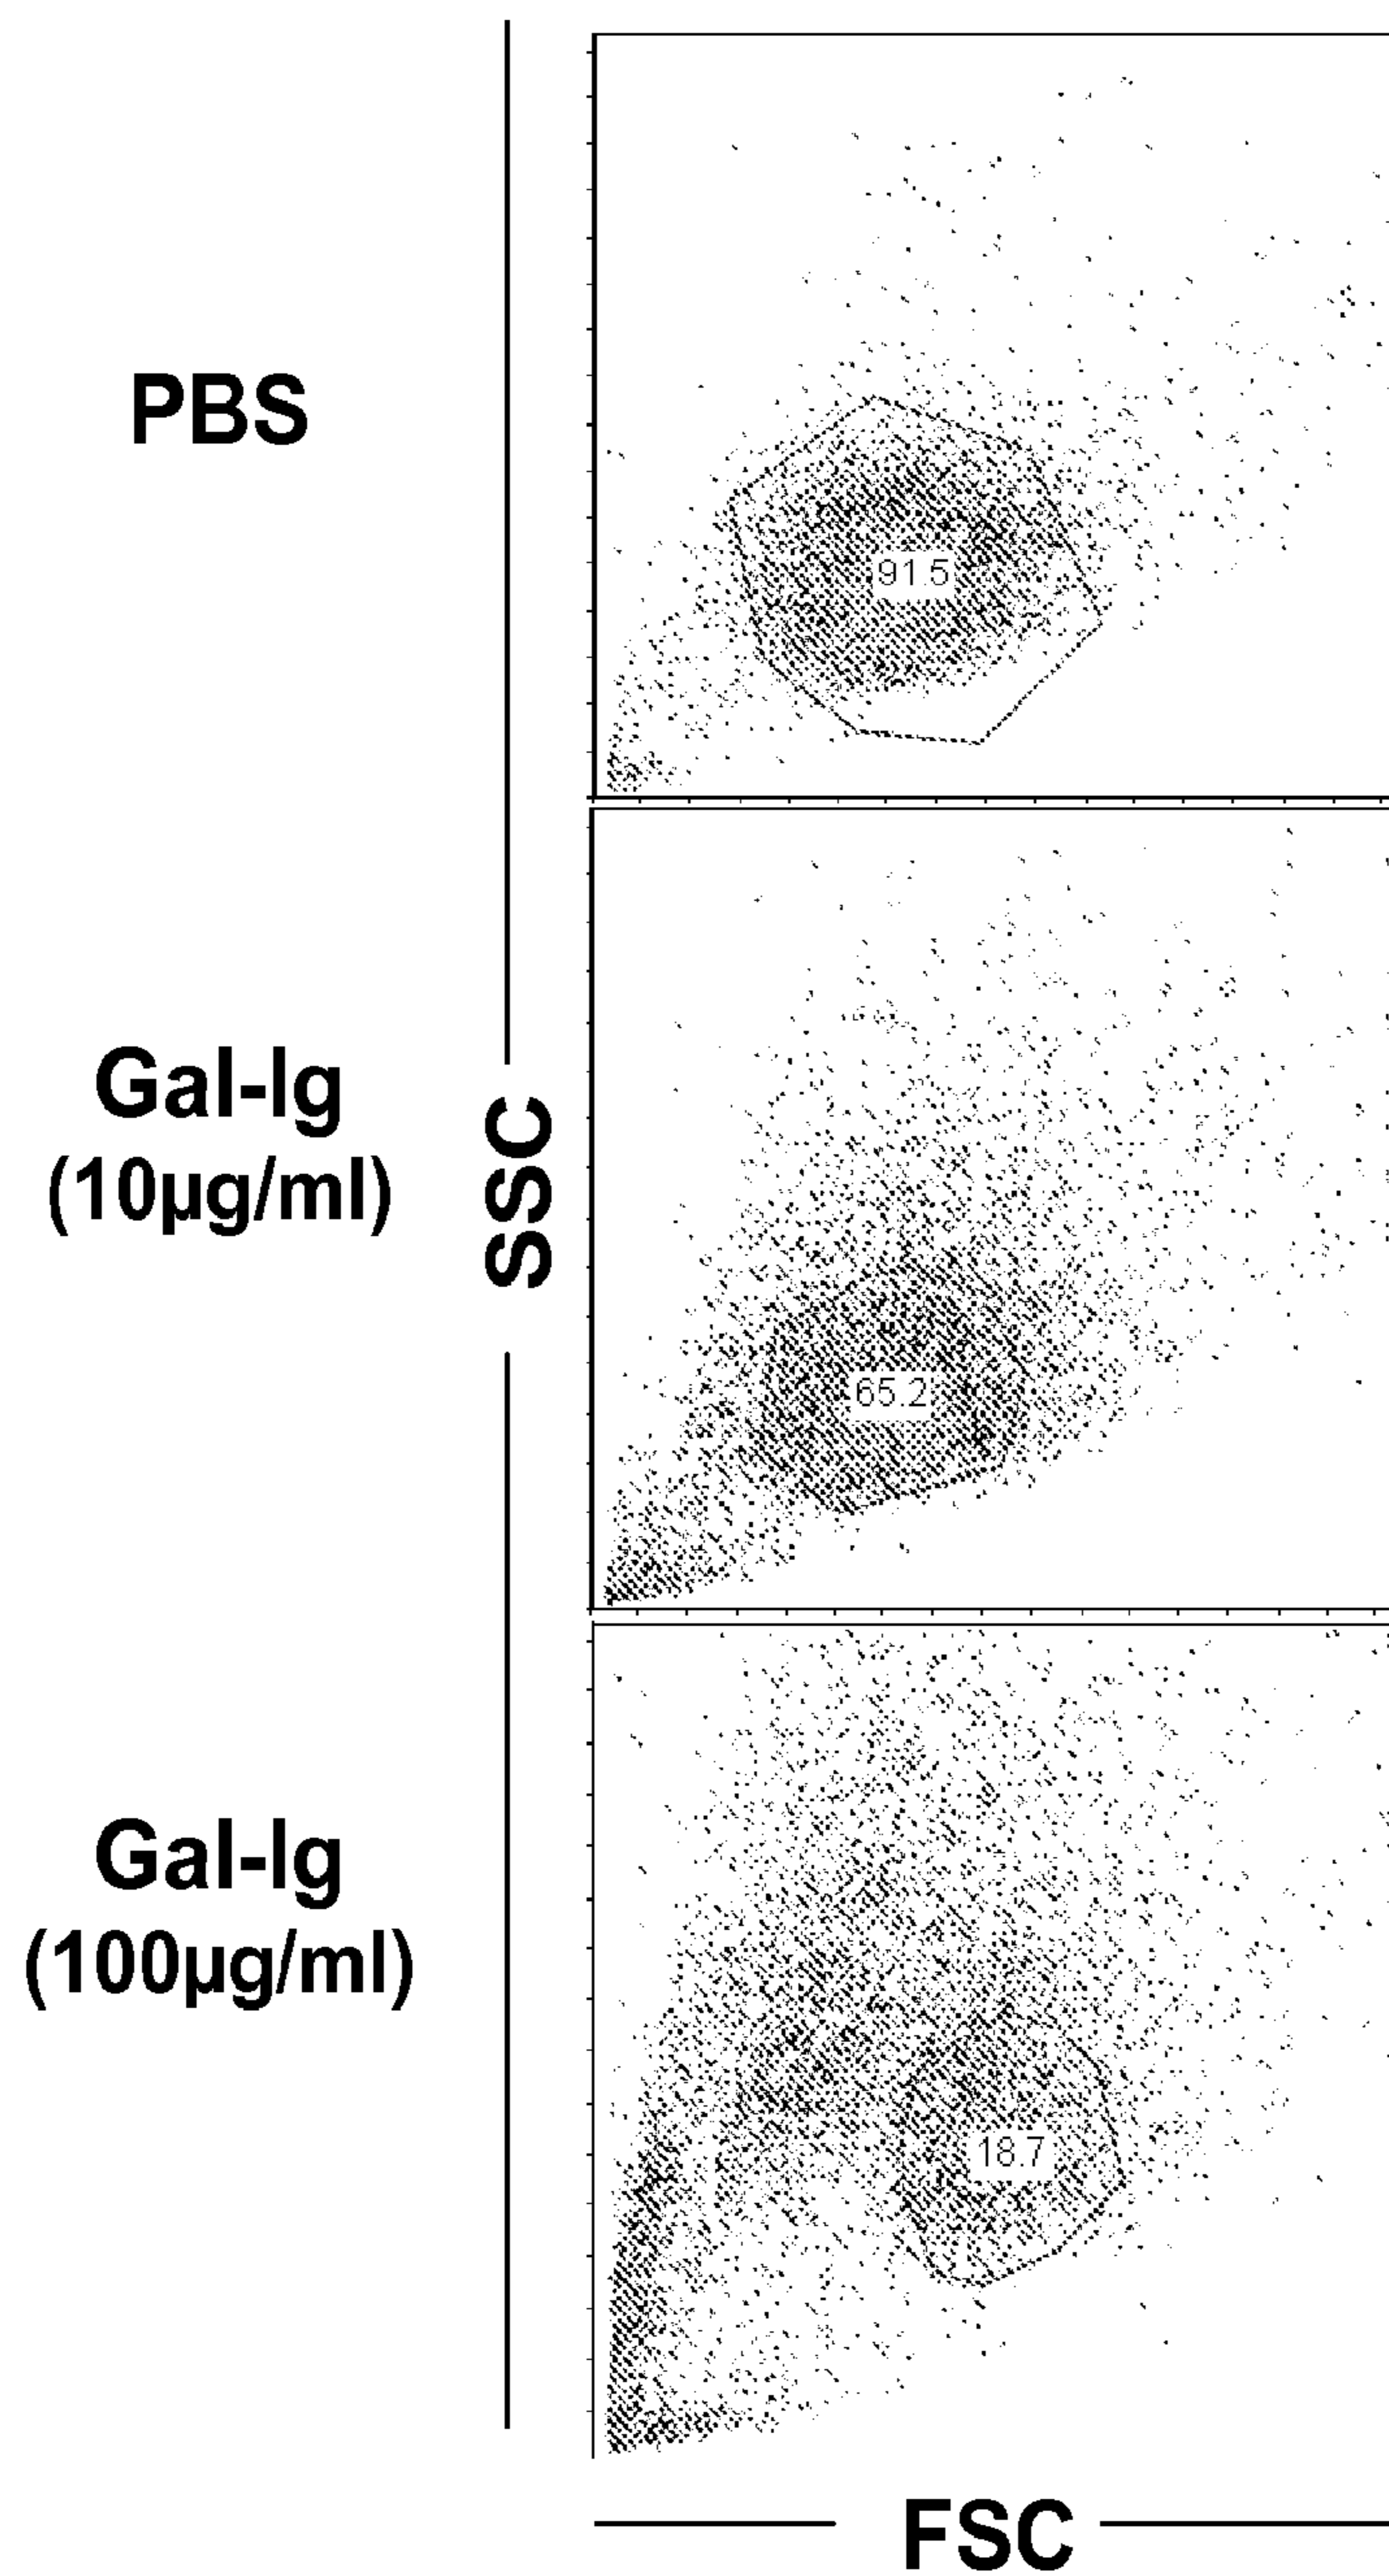 PBS
91.5
Gal-Ig
(10µg/ml)
SSC
65.2
Gal-Ig
(100µg/ml)
18.7
FSC